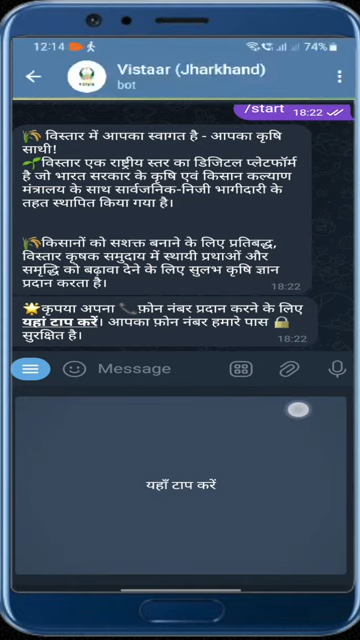 12:14 74%
Vistaar (Jharkhand)
bot
/start 18:22
🌾 विस्तार में आपका स्वागत है - आपका कृषि
साथी!
🌱विस्तार एक राष्ट्रीय स्तर का डिजिटल प्लेटफॉर्म
है जो भारत सरकार के कृषि एवं किसान कल्याण
मंत्रालय के साथ सार्वजनिक-निजी भागीदारी के
तहत स्थापित किया गया है।
🌾किसानों को सशक्त बनाने के लिए प्रतिबद्ध,
विस्तार कृषक समुदाय में स्थायी प्रथाओं और
समृद्धि को बढ़ावा देने के लिए सुलभ कृषि ज्ञान
प्रदान करता है।
18:22
🌟कृपया अपना 📞फ़ोन नंबर प्रदान करने के लिए
यहाँ टाप करें। आपका फ़ोन नंबर हमारे पास 🔒
सुरक्षित है।
18:22
Message
यहाँ टाप करें